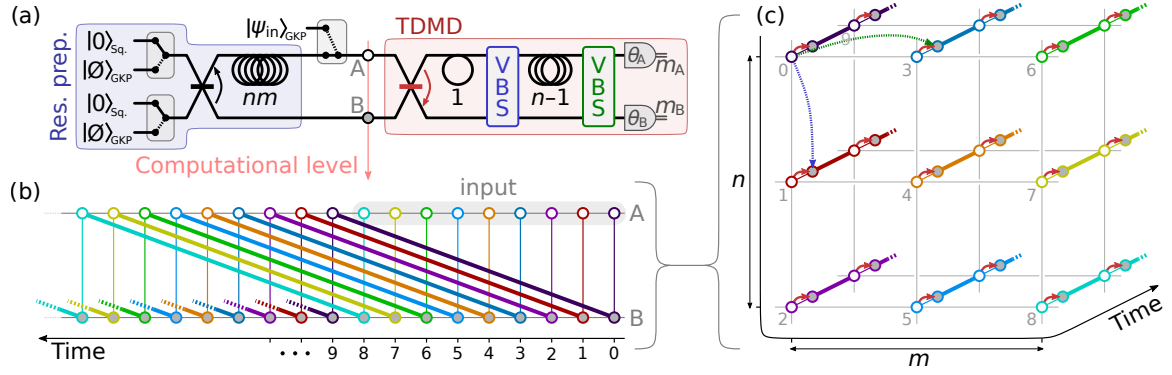 (a)
Res. prep.
|0⟩Sq.
|Ø⟩GKP
|0⟩Sq.
|Ø⟩GKP
nm
|ψin⟩GKP
A
B
Computational level
TDMD
1
VBS
n–1
VBS
θA
mA
θB
mB
(b)
input
A
B
Time
• • • 9 8 7 6 5 4 3 2 1 0
(c)
0
9
3
6
n
1
4
7
2
5
8
m
Time